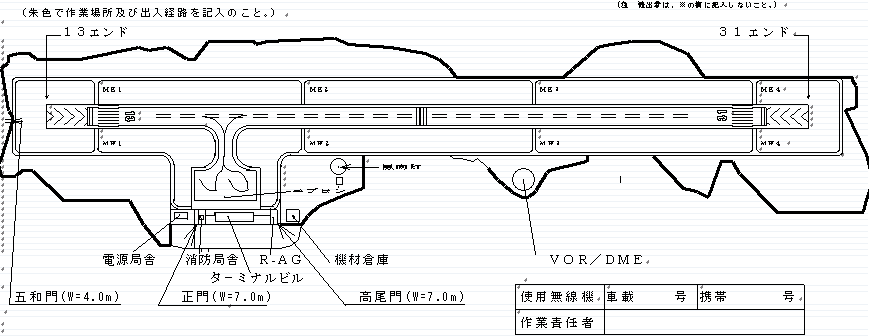 (注　提出者は、※の欄に記入しないこと。)
(朱色で作業場所及び出入経路を記入のこと。)
13エンド
31エンド
ME1
ME2
ME3
ME4
MW1
MW2
MW3
MW4
エプロン
電源局舎
消防局舎
R-AG
機材倉庫
VOR/DME
ターミナルビル
五和門(W=4.0m)
正門(W=7.0m)
高尾門(W=7.0m)
使用無線機 車載 号 携帯 号
作業責任者